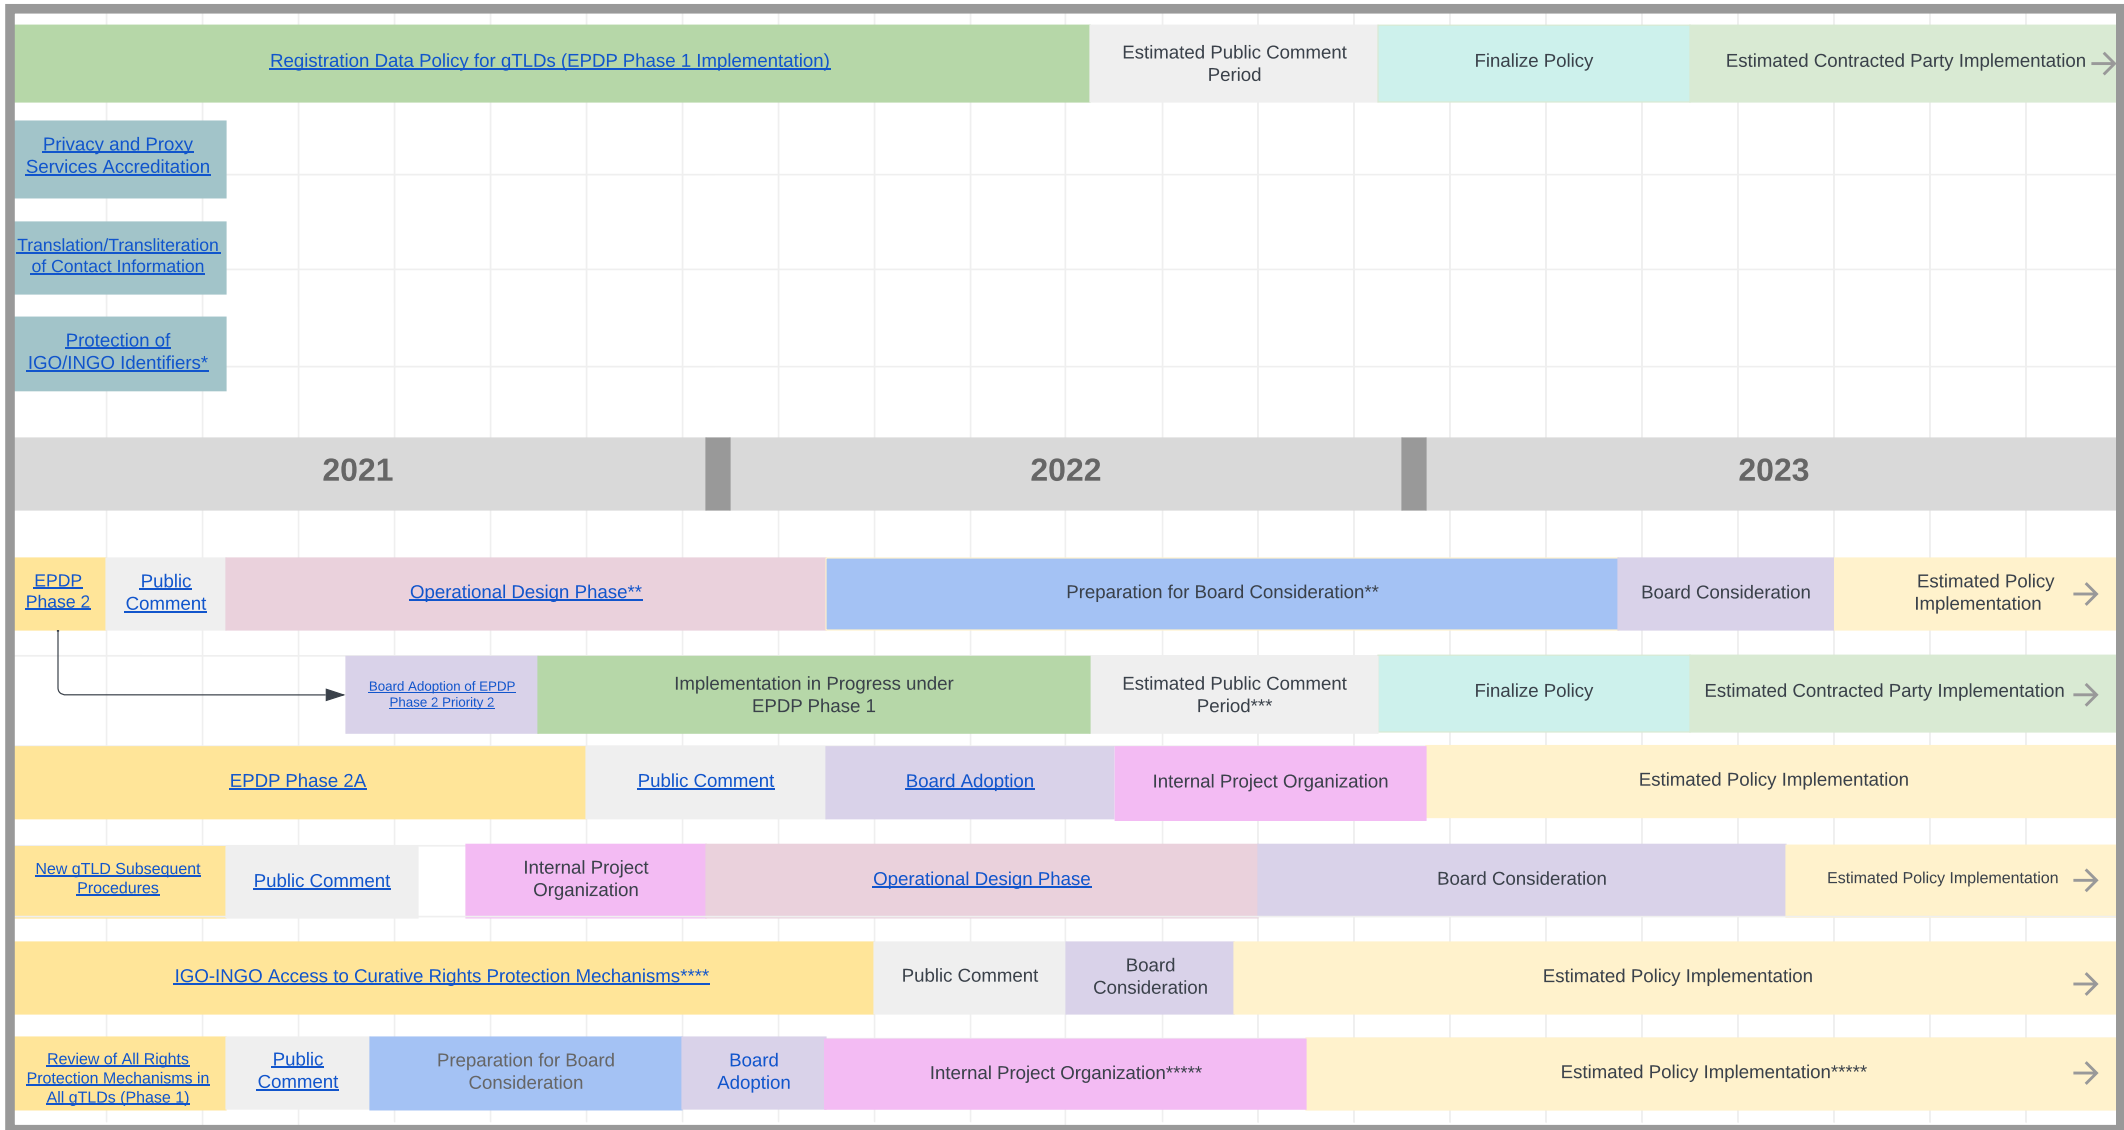 Registration Data Policy for gTLDs (EPDP Phase 1 Implementation)
Estimated Public Comment
Period
Finalize Policy
Estimated Contracted Party Implementation
Privacy and Proxy
Services Accreditation
Translation/Transliteration
of Contact Information
Protection of
IGO/INGO Identifiers*
2021
2022
2023
EPDP
Phase 2
Public
Comment
Operational Design Phase**
Preparation for Board Consideration**
Board Consideration
Estimated Policy
Implementation
Board Adoption of EPDP
Phase 2 Priority 2
Implementation in Progress under
EPDP Phase 1
Estimated Public Comment
Period***
Finalize Policy
Estimated Contracted Party Implementation
EPDP Phase 2A
Public Comment
Board Adoption
Internal Project Organization
Estimated Policy Implementation
New gTLD Subsequent
Procedures
Public Comment
Internal Project
Organization
Operational Design Phase
Board Consideration
Estimated Policy Implementation
IGO-INGO Access to Curative Rights Protection Mechanisms****
Public Comment
Board
Consideration
Estimated Policy Implementation
Review of All Rights
Protection Mechanisms in
All gTLDs (Phase 1)
Public
Comment
Preparation for Board
Consideration
Board
Adoption
Internal Project Organization*****
Estimated Policy Implementation*****